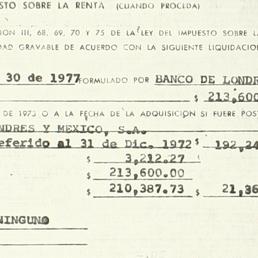 STO SOBRE LA RENTA (CUANDO PROCEDA)
ION III, 68, 69, 70 Y 75 DE LA LEY DEL IMPUESTO SOBRE LA
DAD GRAVABLE DE ACUERDO CON LA SIGUIENTE LIQUIDACION
30 de 1977 FORMULADO POR BANCO DE LONDR
$ 213,600
DE 1973 O A LA FECHA DE LA ADQUISICION SI FUERE POST
NDRES Y MEXICO, S.A.
eferido al 31 de Dic. 1972 $ 192,24
$ 3,212.27
$ 213,600.00
$ 210,387.73 $ 21,36
NINGUNO